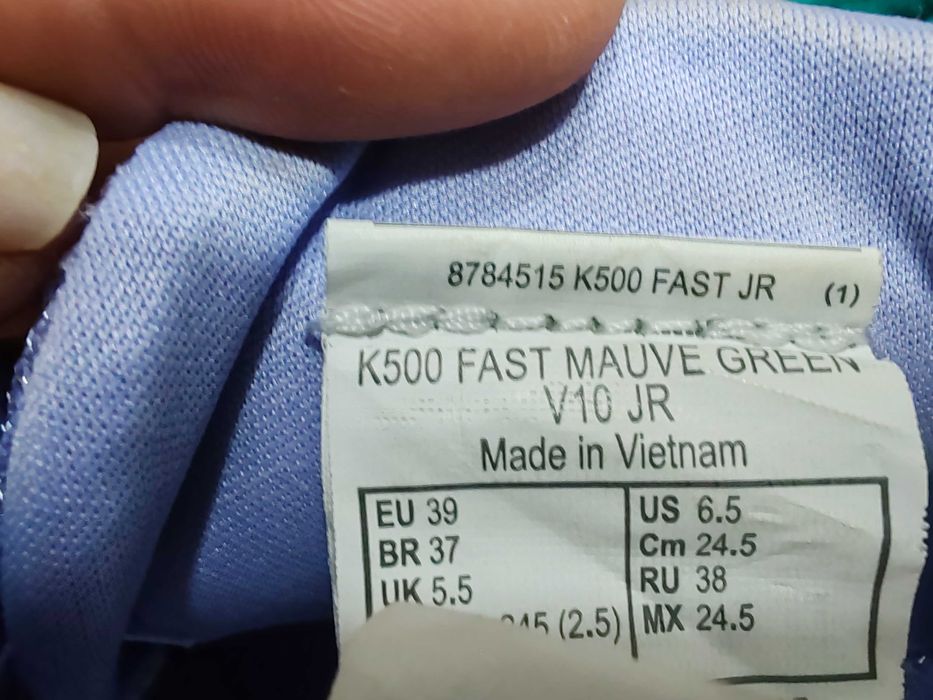 8784515 K500 FAST JR (1)
K500 FAST MAUVE GREEN
V10 JR
Made in Vietnam
EU 39 US 6.5
BR 37 Cm 24.5
UK 5.5 RU 38
(2.5) MX 24.5